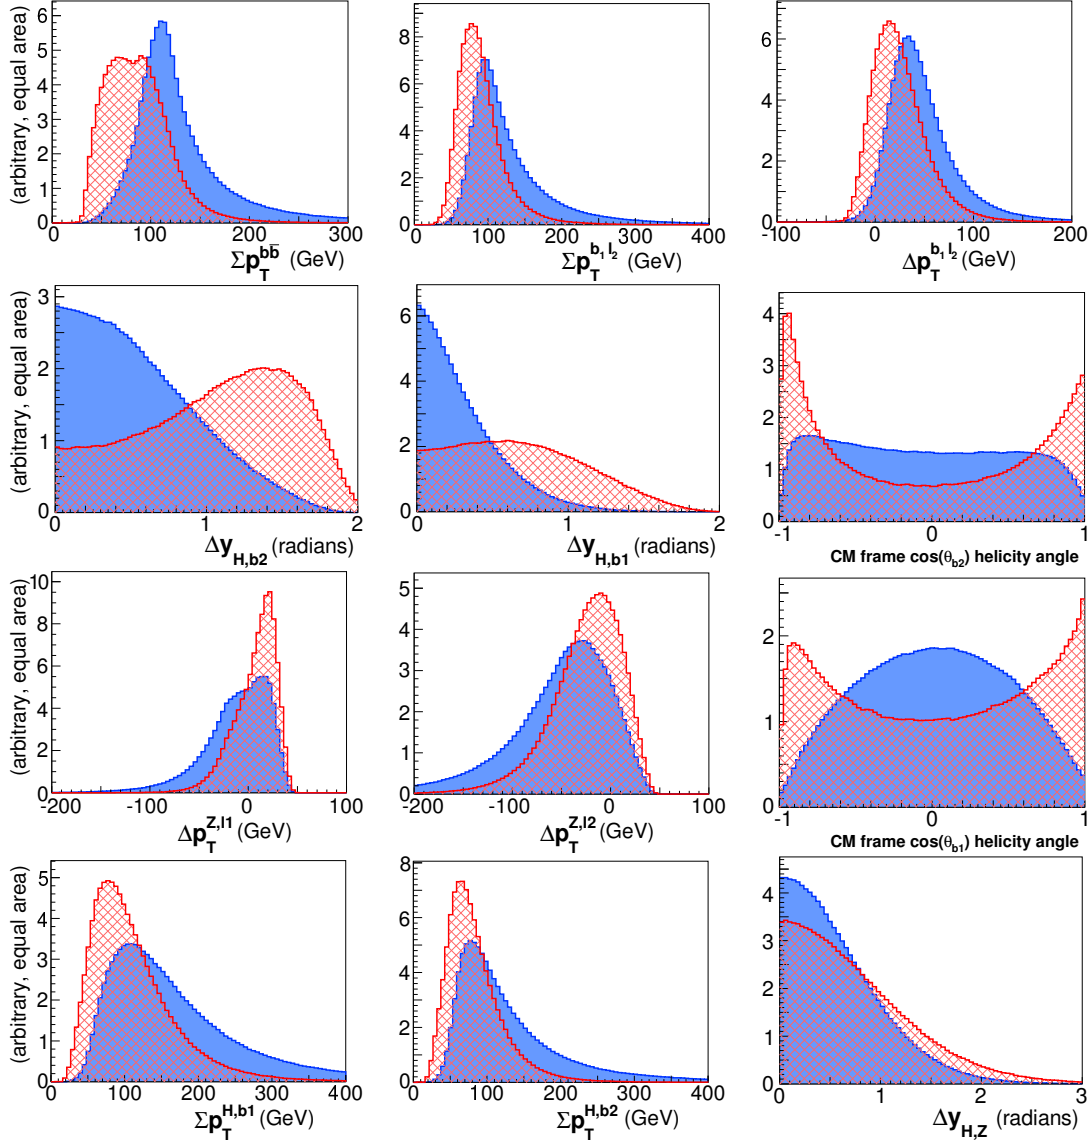 (arbitrary, equal area)
6
5
4
3
2
1
0
0 100 200 300
Σp_T^{bb̅} (GeV)
8
6
4
2
0
0 100 200 300 400
Σp_T^{b₁l₂} (GeV)
6
4
2
0
-100 0 100 200
Δp_T^{b₁l₂} (GeV)
(arbitrary, equal area)
3
2
1
0
0 1 2
Δy_{H,b2} (radians)
6
5
4
3
2
1
0
0 1 2
Δy_{H,b1} (radians)
4
3
2
1
0
-1 0 1
CM frame cos(θ_{b2}) helicity angle
(arbitrary, equal area)
10
8
6
4
2
0
-200 -100 0 100
Δp_T^{Z,l1} (GeV)
5
4
3
2
1
0
-200 -100 0 100
Δp_T^{Z,l2} (GeV)
2
1
0
-1 0 1
CM frame cos(θ_{b1}) helicity angle
(arbitrary, equal area)
5
4
3
2
1
0
0 100 200 300 400
Σp_T^{H,b1} (GeV)
8
6
4
2
0
0 100 200 300 400
Σp_T^{H,b2} (GeV)
4
3
2
1
0
0 1 2 3
Δy_{H,Z} (radians)